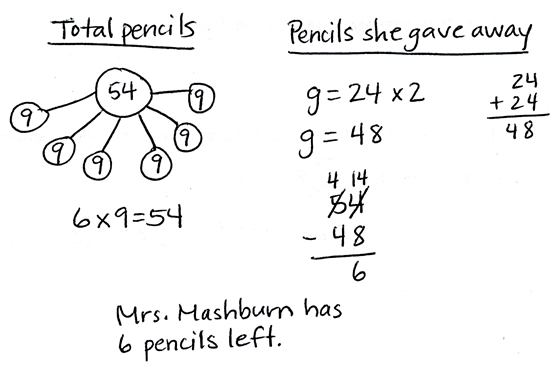 Total pencils
54
9
9
9
9
9
9
6 x 9 = 54
Pencils she gave away
g = 24 x 2
g = 48
24
+ 24
48
4 14
54
- 48
6
Mrs. Mashburn has
6 pencils left.